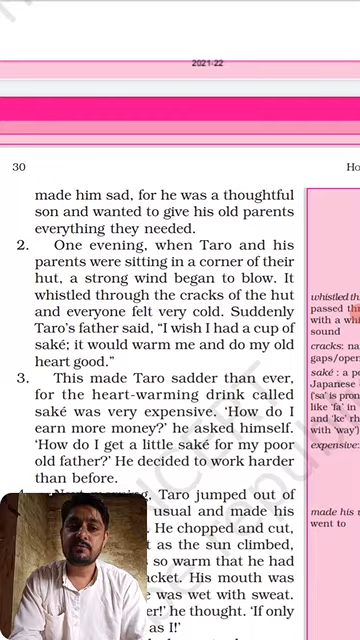 2021-22
30
Ho
made him sad, for he was a thoughtful
son and wanted to give his old parents
everything they needed.
2. One evening, when Taro and his
parents were sitting in a corner of their
hut, a strong wind began to blow. It
whistled through the cracks of the hut
and everyone felt very cold. Suddenly
Taro's father said, “I wish I had a cup of
saké; it would warm me and do my old
heart good.”
3. This made Taro sadder than ever,
for the heart-warming drink called
saké was very expensive. ‘How do I
earn more money?’ he asked himself.
‘How do I get a little saké for my poor
old father?’ He decided to work harder
than before.
Taro jumped out of
usual and made his
He chopped and cut,
as the sun climbed,
so warm that he had
His mouth was
was wet with sweat.
he thought. ‘If only
as I!’
whistled th
passed th
with a wh
sound
cracks: na
gaps/open
saké: a p
Japanese
(‘sa’ is pron
like ‘fa’ in
and ‘ke’ rh
with ‘way’)
expensive:
made his
went to